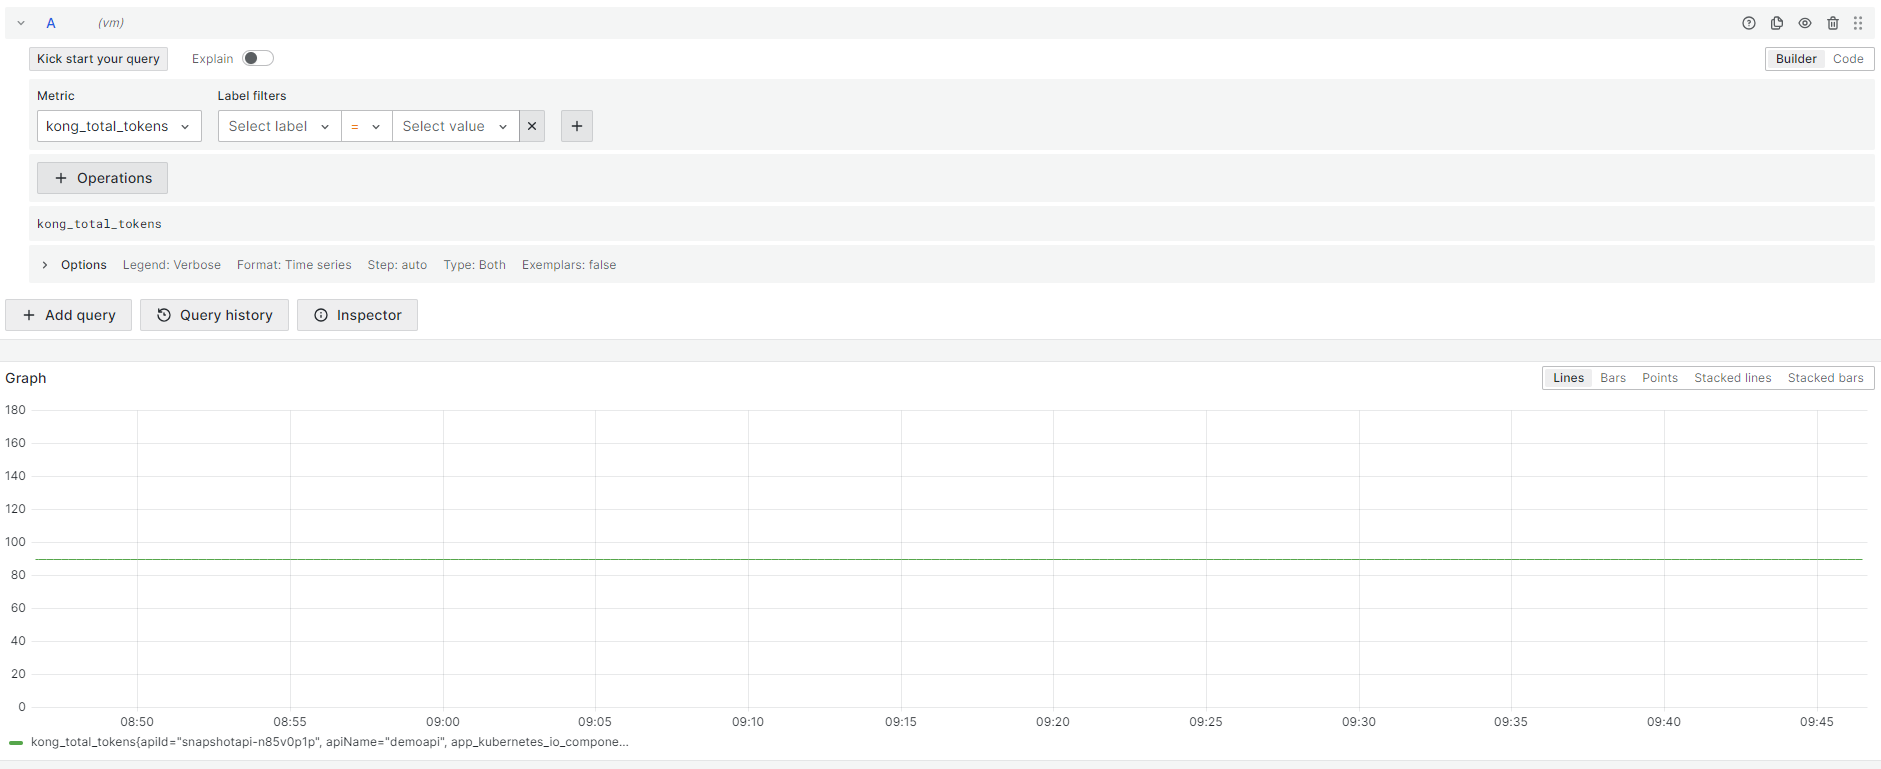 A (vm)
Kick start your query Explain Builder Code
Metric Label filters
kong_total_tokens Select label = Select value
Operations
kong_total_tokens
Options Legend: Verbose Format: Time series Step: auto Type: Both Exemplars: false
Add query Query history Inspector
Graph Lines Bars Points Stacked lines Stacked bars
180
160
140
120
100
80
60
40
20
0
08:50 08:55 09:00 09:05 09:10 09:15 09:20 09:25 09:30 09:35 09:40 09:45
kong_total_tokens{apiId="snapshotapi-n85v0p1p", apiName="demoapi", app_kubernetes_io_compone…